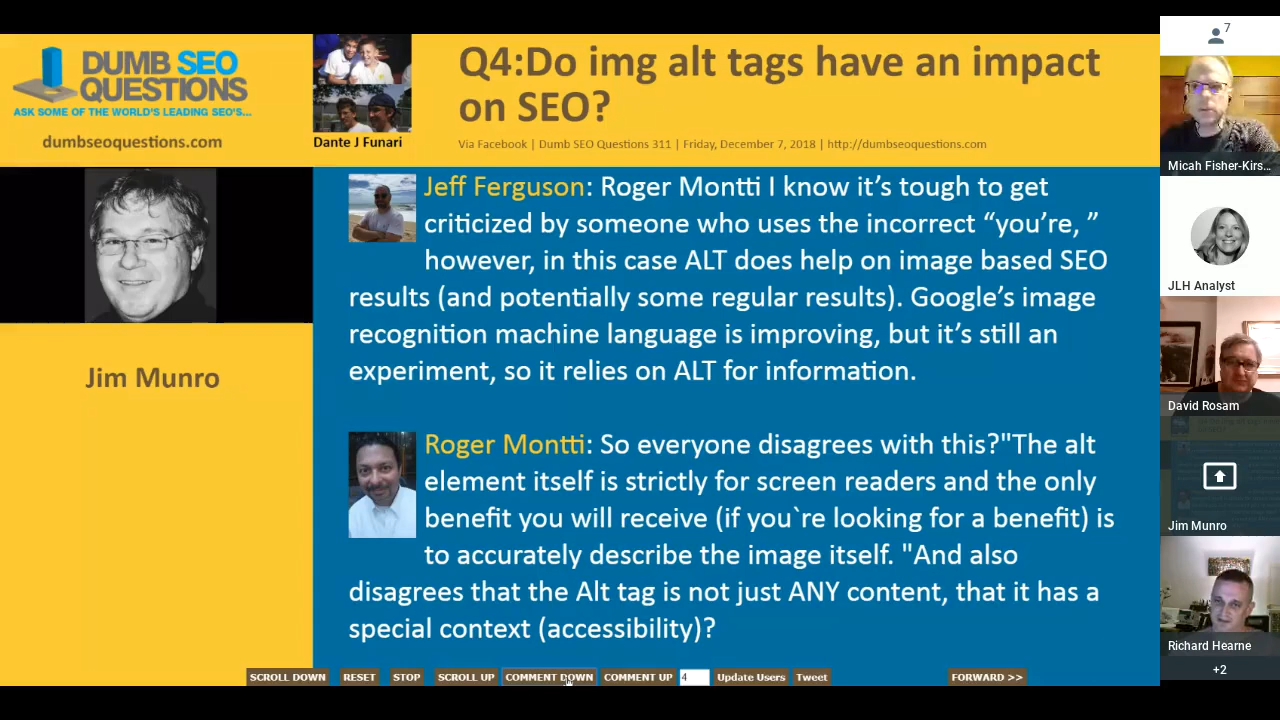 DUMB SEO
QUESTIONS
ASK SOME OF THE WORLD'S LEADING SEO'S...
dumbseoquestions.com
Dante J Funari
Q4:Do img alt tags have an impact
on SEO?
Via Facebook | Dumb SEO Questions 311 | Friday, December 7, 2018 | http://dumbseoquestions.com
Jim Munro
Jeff Ferguson: Roger Montti I know it’s tough to get
criticized by someone who uses the incorrect “you’re, ”
however, in this case ALT does help on image based SEO
results (and potentially some regular results). Google’s image
recognition machine language is improving, but it’s still an
experiment, so it relies on ALT for information.
Roger Montti: So everyone disagrees with this?"The alt
element itself is strictly for screen readers and the only
benefit you will receive (if you`re looking for a benefit) is
to accurately describe the image itself. "And also
disagrees that the Alt tag is not just ANY content, that it has a
special context (accessibility)?
SCROLL DOWN RESET STOP SCROLL UP COMMENT DOWN COMMENT UP 4 Update Users Tweet FORWARD >>
7
Micah Fisher-Kirs...
JLH Analyst
David Rosam
Jim Munro
Richard Hearne
+2